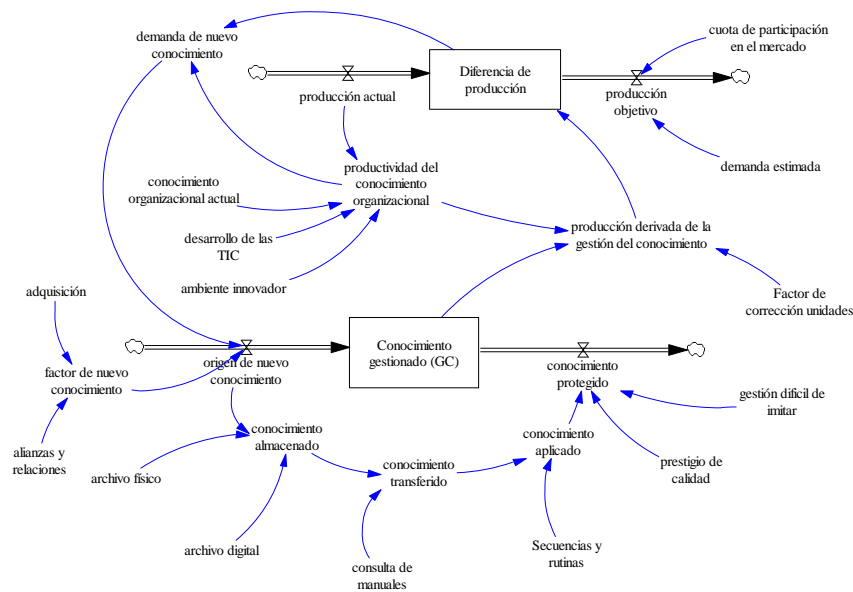 demanda de nuevo
conocimiento
cuota de participación
en el mercado
Diferencia de
producción
producción actual
producción
objetivo
productividad del
conocimiento
organizacional
demanda estimada
conocimiento
organizacional actual
producción derivada de la
gestión del conocimiento
desarrollo de las
TIC
ambiente innovador
adquisición
Factor de
corrección unidades
Conocimiento
gestionado (GC)
origen de nuevo
conocimiento
factor de nuevo
conocimiento
conocimiento
protegido
gestión dificil de
imitar
conocimiento
almacenado
conocimiento
aplicado
alianzas y
relaciones
archivo físico
conocimiento
transferido
prestigio de
calidad
archivo digital
Secuencias y
rutinas
consulta de
manuales